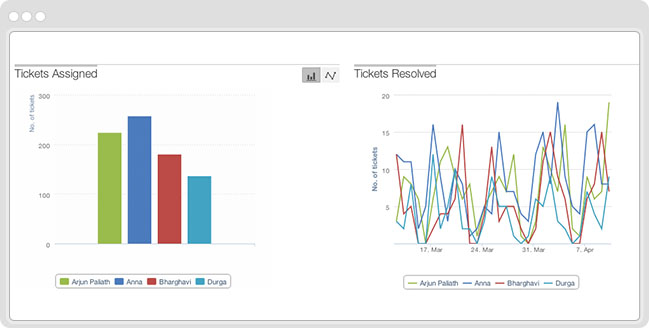 Tickets Assigned
No. of tickets
300
200
100
0
Arjun Paliath Anna Bharghavi Durga
Tickets Resolved
No. of tickets
20
15
10
5
17. Mar 24. Mar 31. Mar 7. Apr
Arjun Paliath Anna Bharghavi Durga